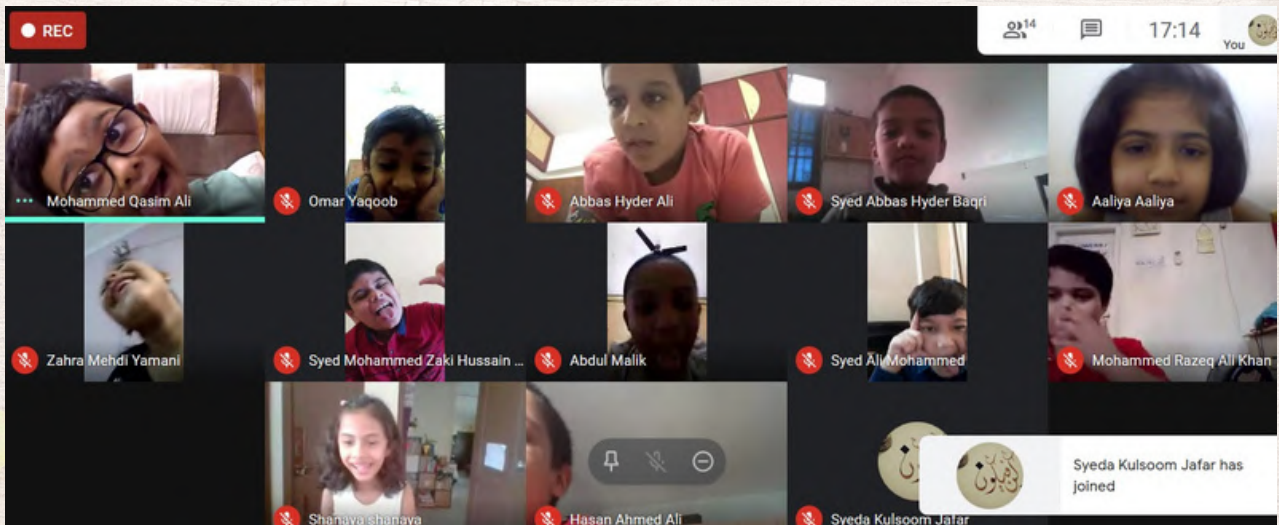 REC
14
17:14
You
Mohammed Qasim Ali
Omar Yaqoob
Abbas Hyder Ali
Syed Abbas Hyder Baqri
Aaliya Aaliya
Zahra Mehdi Yamani
Syed Mohammed Zaki Hussain ...
Abdul Malik
Syed Ali Mohammed
Mohammed Razeq Ali Khan
Shanaya shanaya
Hasan Ahmed Ali
Syeda Kulsoom Jafar
Syeda Kulsoom Jafar has
joined